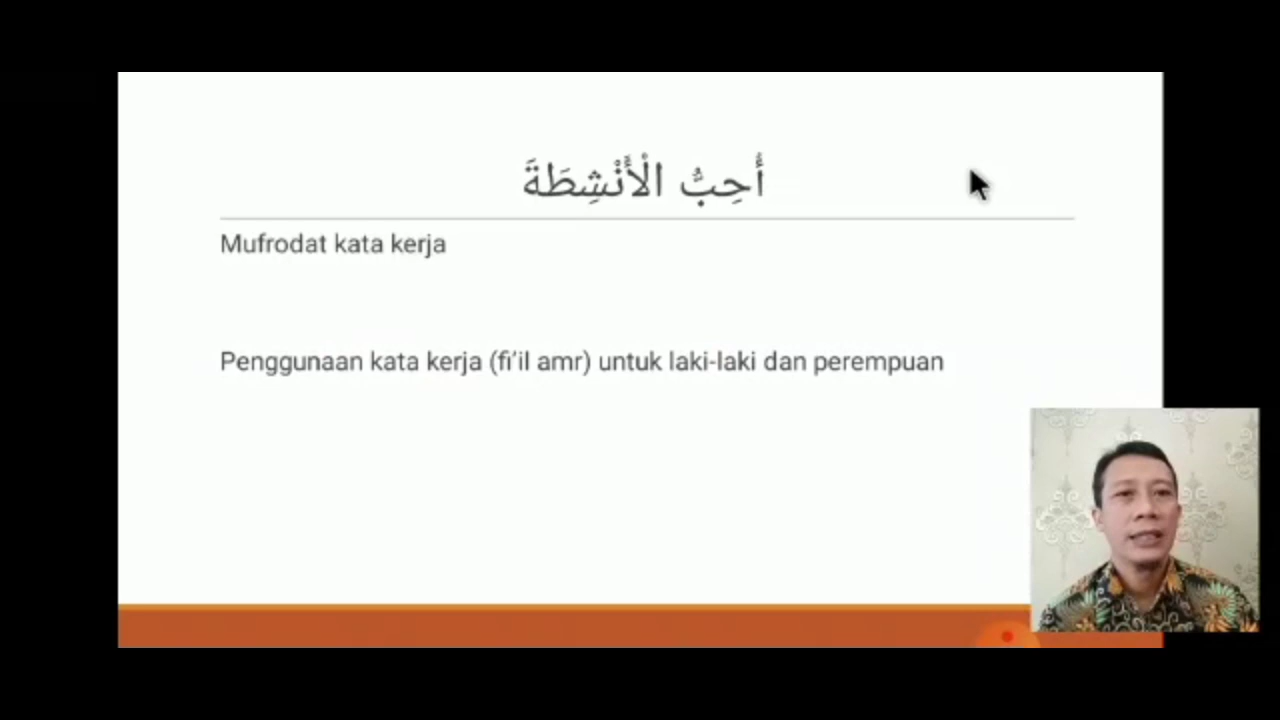 أُحِبُّ الْأَنْشِطَةَ
Mufrodat kata kerja
Penggunaan kata kerja (fi’il amr) untuk laki-laki dan perempuan